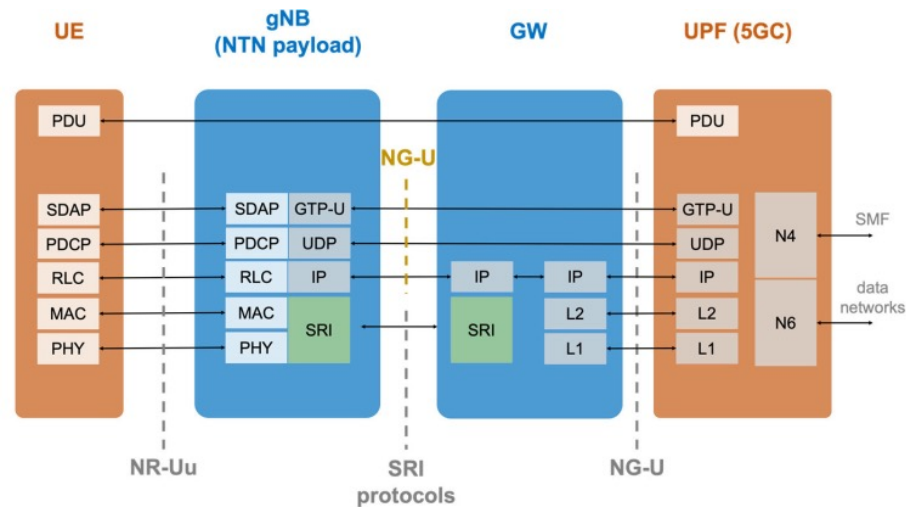 UE
gNB
(NTN payload)
GW
UPF (5GC)
PDU
PDU
NG-U
SDAP
SDAP
GTP-U
GTP-U
PDCP
PDCP
UDP
UDP
RLC
RLC
IP
IP
IP
IP
MAC
MAC
SRI
SRI
L2
L2
PHY
PHY
L1
L1
N4
N6
SMF
data
networks
NR-Uu
SRI
protocols
NG-U